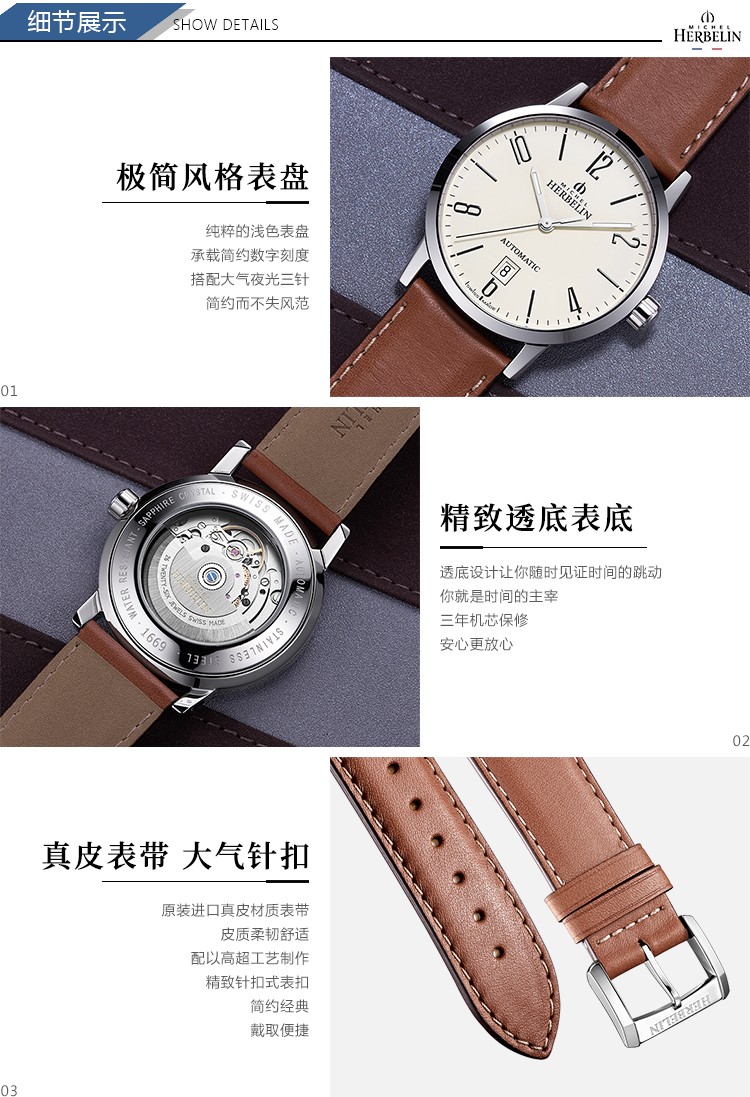 细节展示
SHOW DETAILS
MICHEL
HERBELIN
极简风格表盘
纯粹的浅色表盘
承载简约数字刻度
搭配大气夜光三针
简约而不失风范
01
10
12
2
4
6
8
MICHEL
HERBELIN
AUTOMATIC
8
WATER RESISTANT - SAPPHIRE CRYSTAL - SWISS MADE - AUTOMATIC - STAINLESS STEEL
1669
26 TWENTY-SIX JEWELS SWISS MADE
HERBELIN
精致透底表底
透底设计让你随时见证时间的跳动
你就是时间的主宰
三年机芯保修
安心更放心
02
真皮表带 大气针扣
原装进口真皮材质表带
皮质柔韧舒适
配以高超工艺制作
精致针扣式表扣
简约经典
戴取便捷
HERBELIN
03